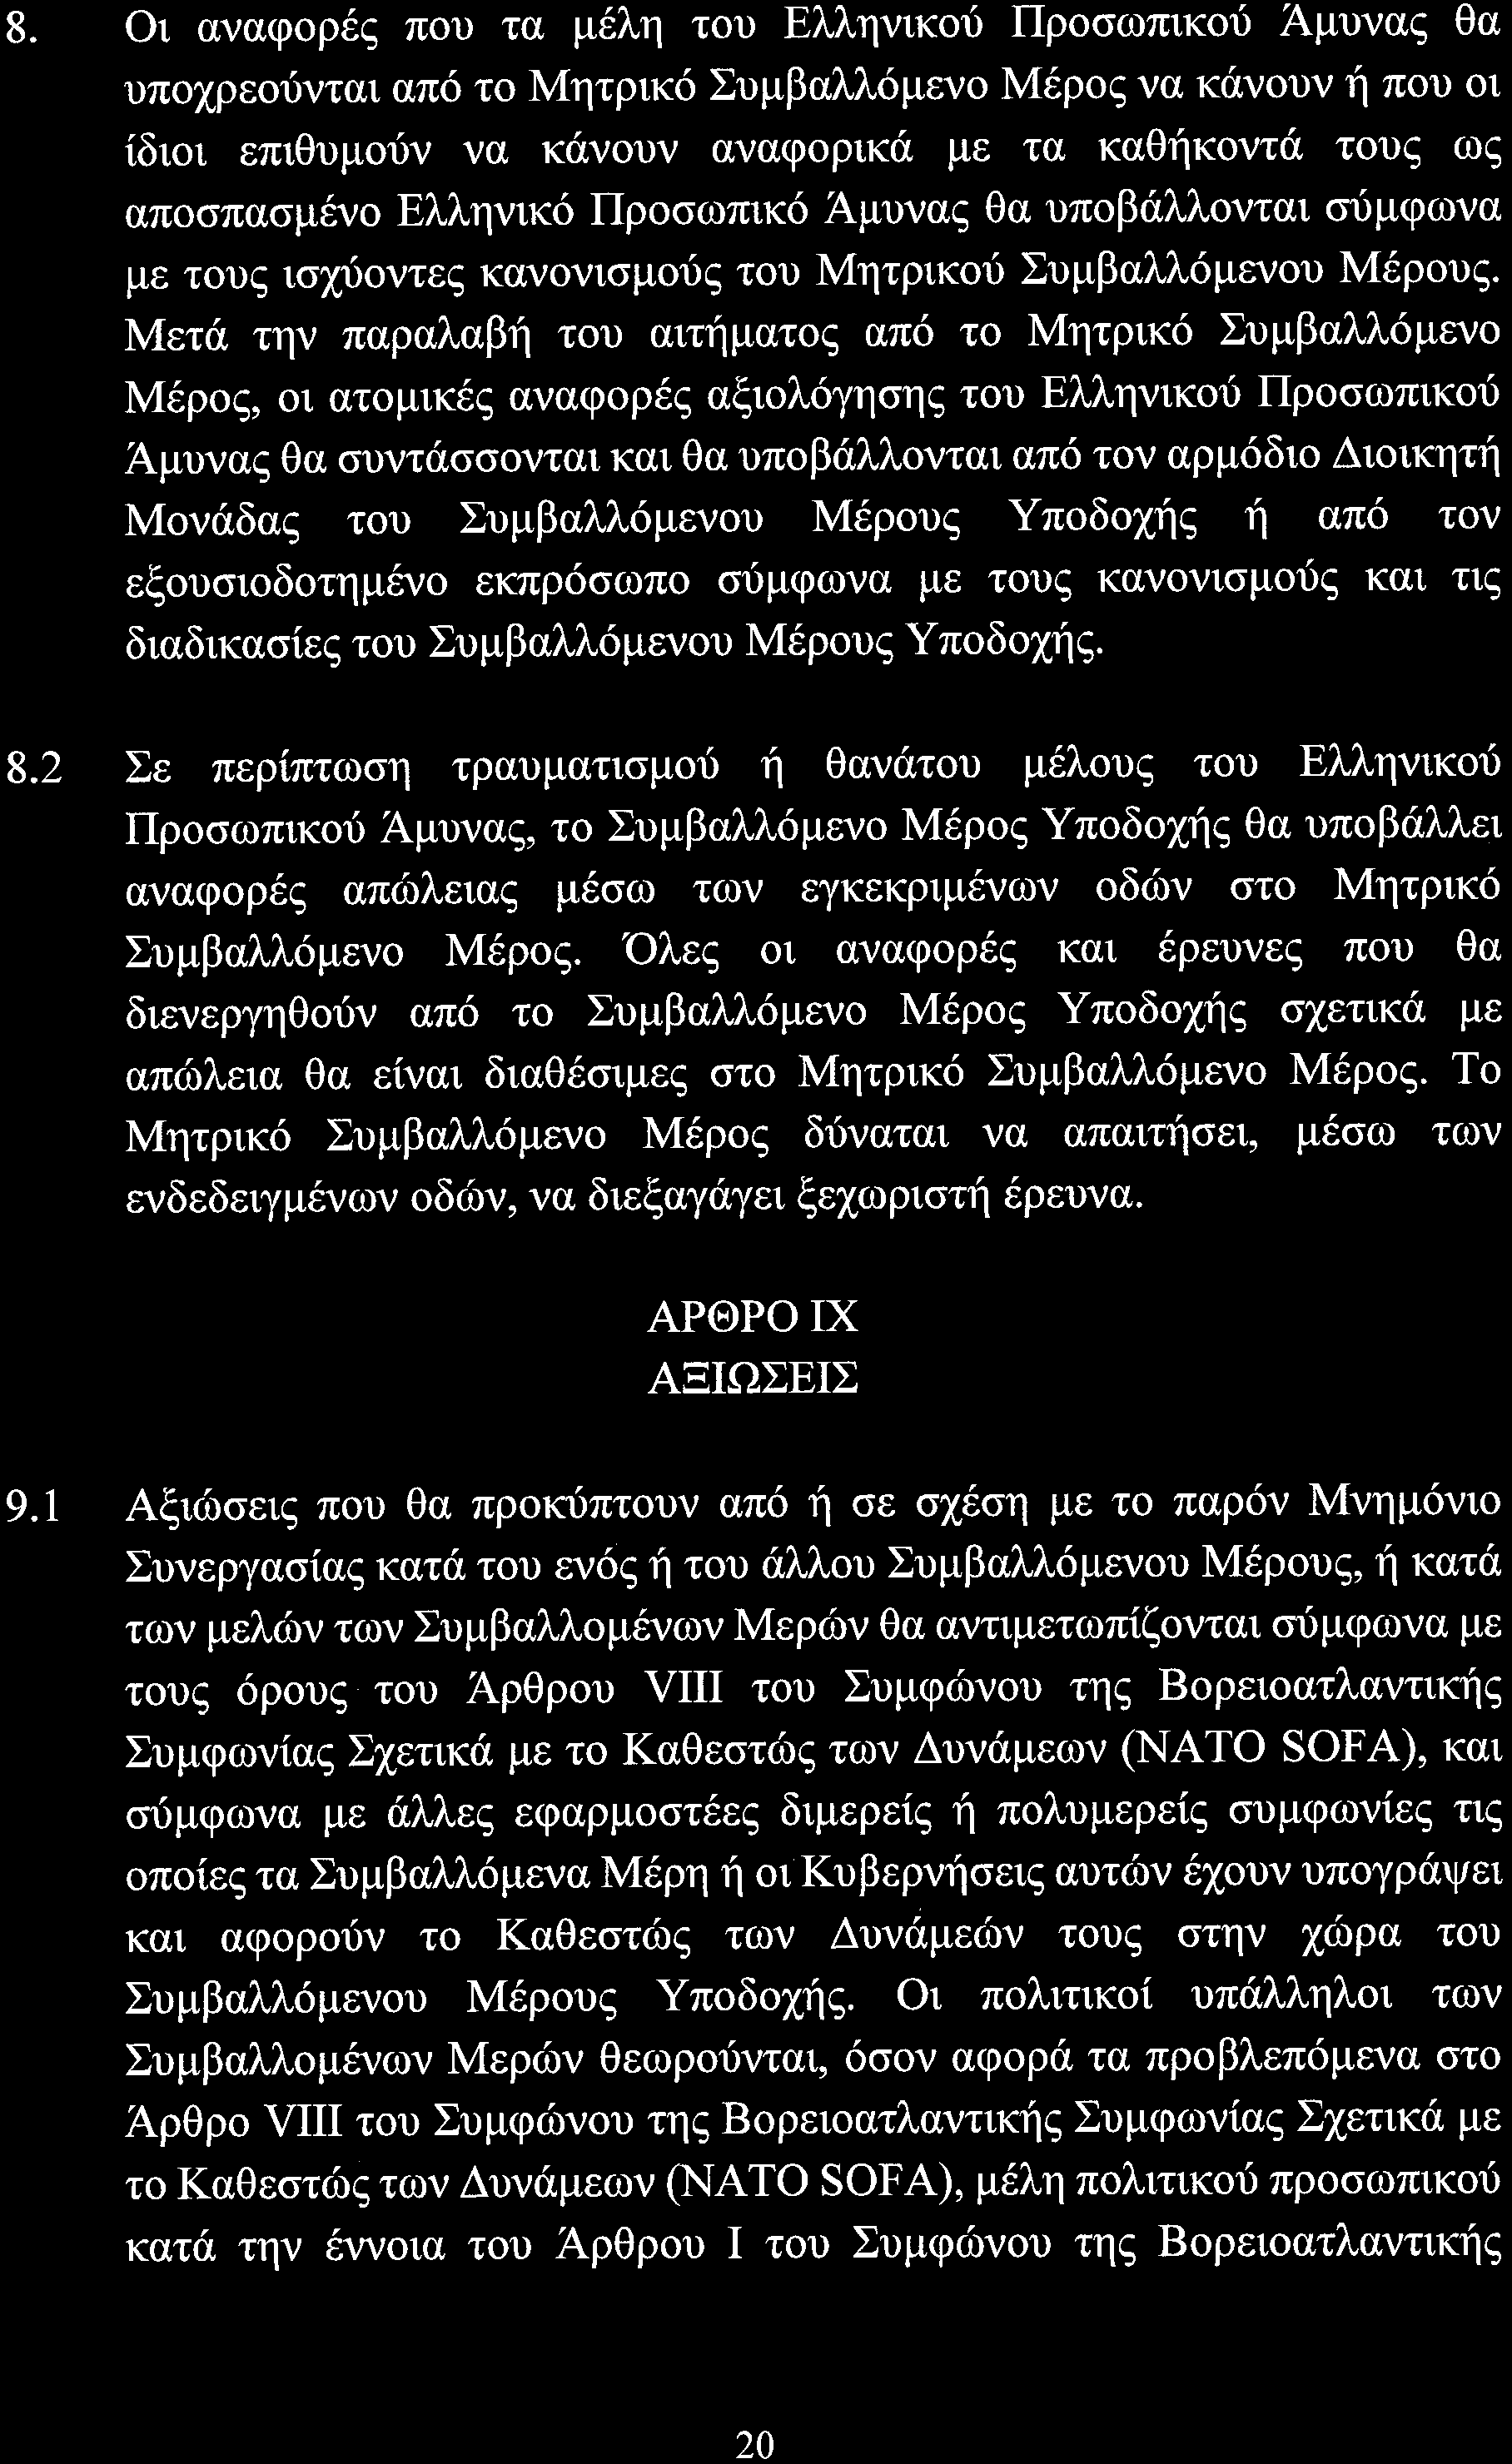 8. Οι αναφορές που τα μέλη του Ελληνικού Προσωπικού Άμυνας θα
υποχρεούνται από το Μητρικό Συμβαλλόμενο Μέρος να κάνουν ή που οι
ίδιοι επιθυμούν να κάνουν αναφορικά με τα καθήκοντά τους ως
αποσπασμένο Ελληνικό Προσωπικό Άμυνας θα υποβάλλονται σύμφωνα
με τους ισχύοντες κανονισμούς του Μητρικού Συμβαλλόμενου Μέρους.
Μετά την παραλαβή του αιτήματος από το Μητρικό Συμβαλλόμενο
Μέρος, οι ατομικές αναφορές αξιολόγησης του Ελληνικού Προσωπικού
Άμυνας θα συντάσσονται και θα υποβάλλονται από τον αρμόδιο Διοικητή
Μονάδας του Συμβαλλόμενου Μέρους Υποδοχής ή από τον
εξουσιοδοτημένο εκπρόσωπο σύμφωνα με τους κανονισμούς και τις
διαδικασίες του Συμβαλλόμενου Μέρους Υποδοχής.
8.2 Σε περίπτωση τραυματισμού ή θανάτου μέλους του Ελληνικού
Προσωπικού Άμυνας, το Συμβαλλόμενο Μέρος Υποδοχής θα υποβάλλει
αναφορές απώλειας μέσω των εγκεκριμένων οδών στο Μητρικό
Συμβαλλόμενο Μέρος. Όλες οι αναφορές και έρευνες που θα
διενεργηθούν από το Συμβαλλόμενο Μέρος Υποδοχής σχετικά με
απώλεια θα είναι διαθέσιμες στο Μητρικό Συμβαλλόμενο Μέρος. Το
Μητρικό Συμβαλλόμενο Μέρος δύναται να απαιτήσει, μέσω των
ενδεδειγμένων οδών, να διεξαγάγει ξεχωριστή έρευνα.
ΑΡΘΡΟ ΙΧ
ΑΞΙΩΣΕΙΣ
9.1 Αξιώσεις που θα προκύπτουν από ή σε σχέση με το παρόν Μνημόνιο
Συνεργασίας κατά του ενός ή του άλλου Συμβαλλόμενου Μέρους, ή κατά
των μελών των Συμβαλλομένων Μερών θα αντιμετωπίζονται σύμφωνα με
τους όρους του Άρθρου VIII του Συμφώνου της Βορειοατλαντικής
Συμφωνίας Σχετικά με το Καθεστώς των Δυνάμεων (NATO SOFA), και
σύμφωνα με άλλες εφαρμοστέες διμερείς ή πολυμερείς συμφωνίες τις
οποίες τα Συμβαλλόμενα Μέρη ή οι Κυβερνήσεις αυτών έχουν υπογράψει
και αφορούν το Καθεστώς των Δυνάμεών τους στην χώρα του
Συμβαλλόμενου Μέρους Υποδοχής. Οι πολιτικοί υπάλληλοι των
Συμβαλλομένων Μερών θεωρούνται, όσον αφορά τα προβλεπόμενα στο
Άρθρο VIII του Συμφώνου της Βορειοατλαντικής Συμφωνίας Σχετικά με
το Καθεστώς των Δυνάμεων (NATO SOFA), μέλη πολιτικού προσωπικού
κατά την έννοια του Άρθρου Ι του Συμφώνου της Βορειοατλαντικής
20